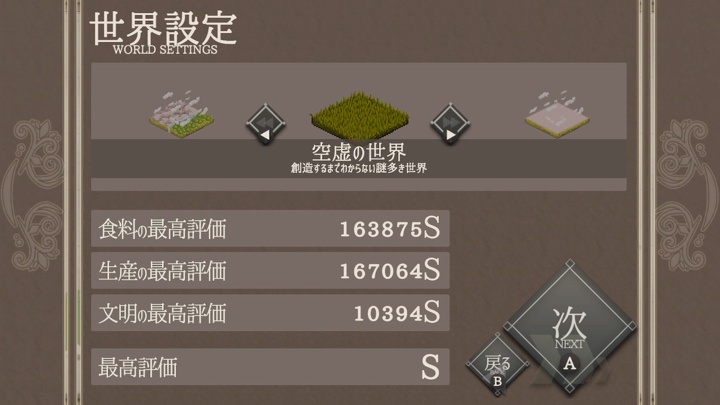 世界設定
WORLD SETTINGS
空虚の世界
創造するまでわからない謎多き世界
食料の最高評価 163875S
生産の最高評価 167064S
文明の最高評価 10394S
最高評価 S
次
NEXT
A
戻る
B